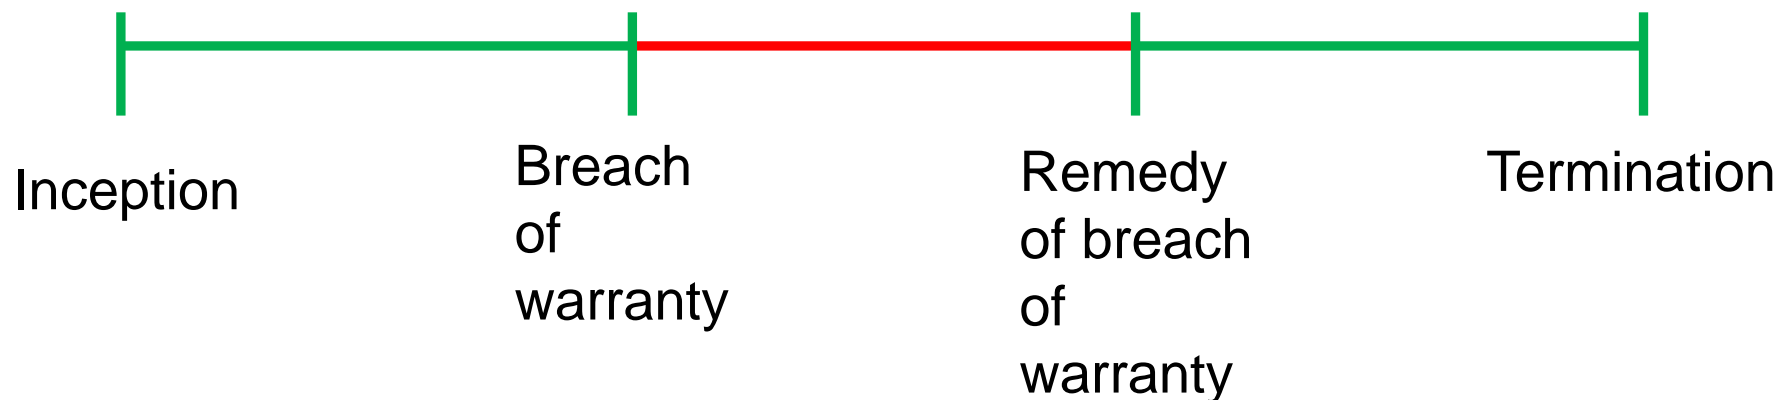 Inception
Breach
of
warranty
Remedy
of breach
of
warranty
Termination